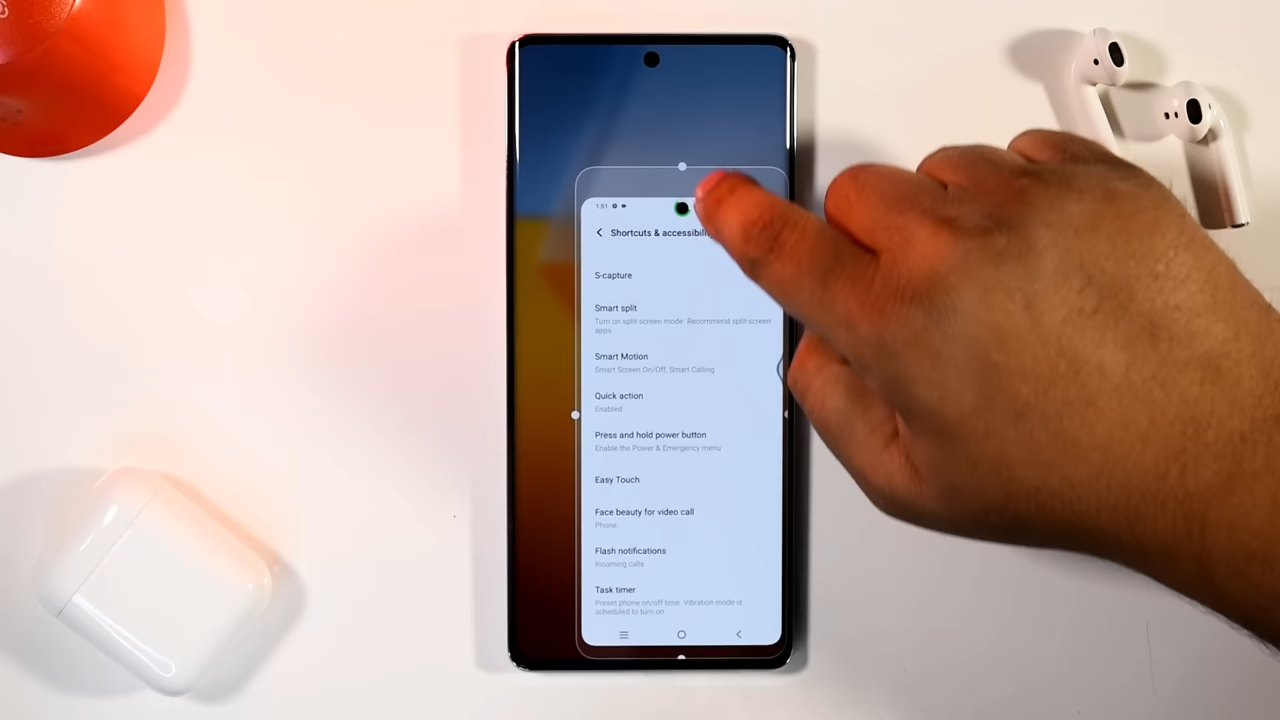 1:51
Shortcuts & accessibility
S-capture
Smart split
Turn on split-screen mode. Recommend split-screen
apps
Smart Motion
Smart Screen On/Off, Smart Calling
Quick action
Enabled
Press and hold power button
Enable the Power & Emergency menu
Easy Touch
Face beauty for video call
Phone
Flash notifications
Incoming calls
Task timer
Preset phone on/off time. Vibration mode is
scheduled to turn on